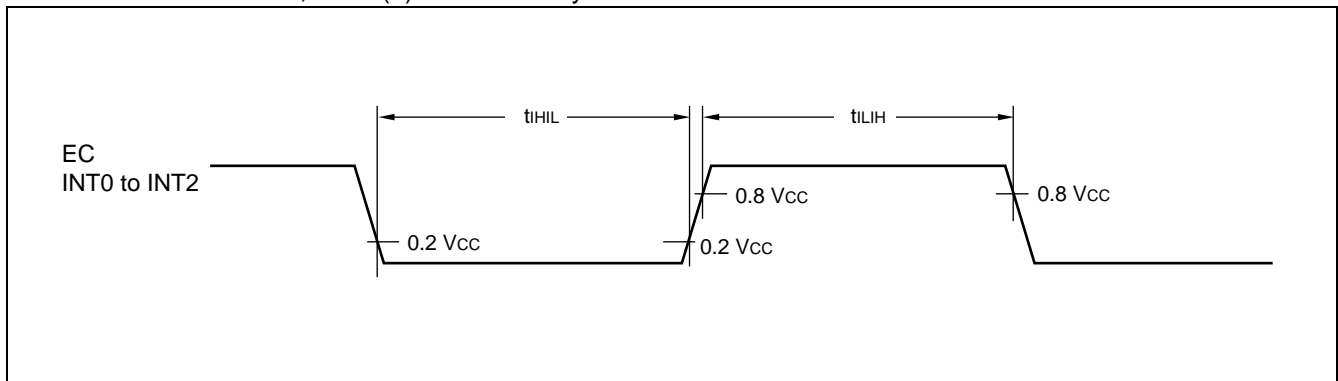 tIHIL
tILIH
EC
INT0 to INT2
0.8 VCC
0.8 VCC
0.2 VCC
0.2 VCC